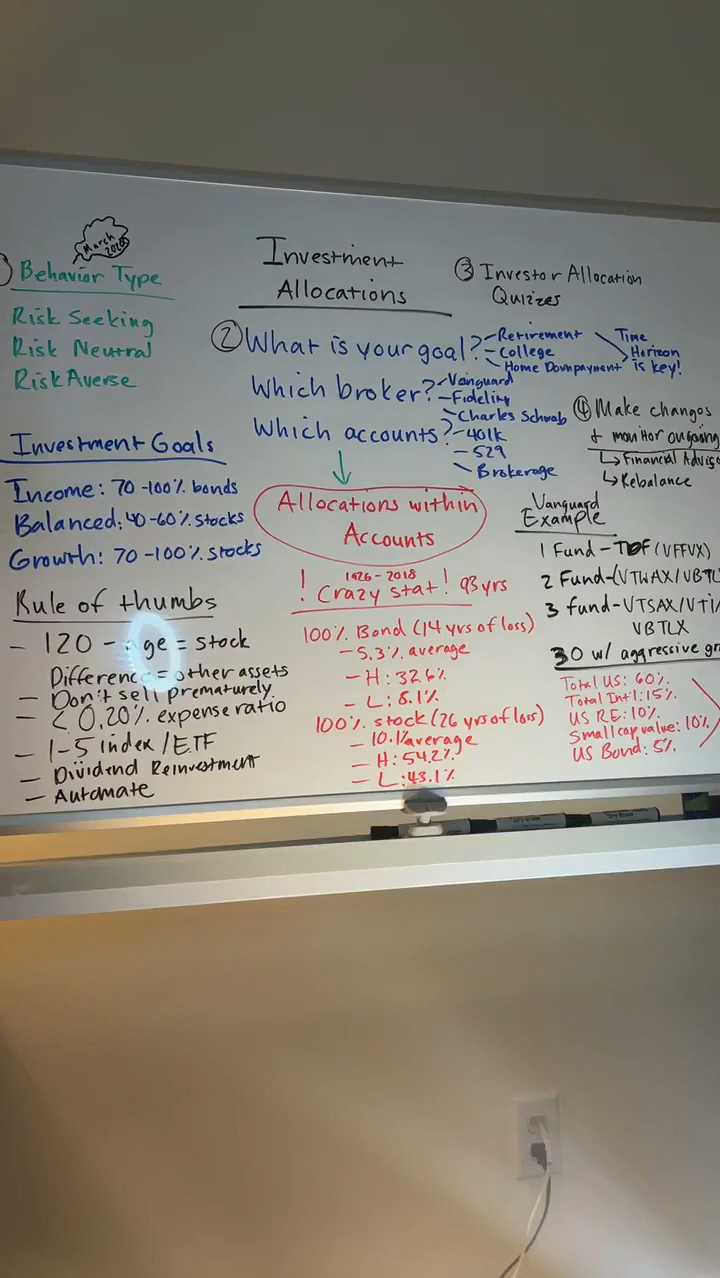 Investment
Allocations
March
2020
Behavior Type
Risk Seeking
Risk Neutral
Risk Averse
Investment Goals
Income: 70-100% bonds
Balanced: 40-60% stocks
Growth: 70-100% stocks
Rule of thumbs
- 120 - age = stock
Difference = other assets
- Don't sell prematurely
- < 0.20% expense ratio
- 1-5 index/ETF
- Dividend Reinvestment
- Automate
② What is your goal?
- Retirement
- College
- Home Downpayment
Time
Horizon
is key!
Which broker?
- Vanguard
- Fidelity
- Charles Schwab
Which accounts?
- 401k
- 529
- Brokerage
Allocations within
Accounts
1926-2018
! Crazy stat! 93 yrs
100% Bond (14 yrs of loss)
- 5.3% average
- H: 32.6%
- L: 8.1%
100% stock (26 yrs of loss)
- 10.1% average
- H: 54.2%
- L: 43.1%
③ Investor Allocation
Quizzes
④ Make changes
+ monitor ongoing
Financial Adviso
Rebalance
Vanguard
Example
1 Fund - TDF (VFFVX)
2 Fund - (VTWAX/VBTL
3 fund - VTSAX/VTI
VBTLX
30 w/ aggressive gr
Total US: 60%
Total Int'l: 15%
US RE: 10%
Small cap value: 10%
US Bond: 5%